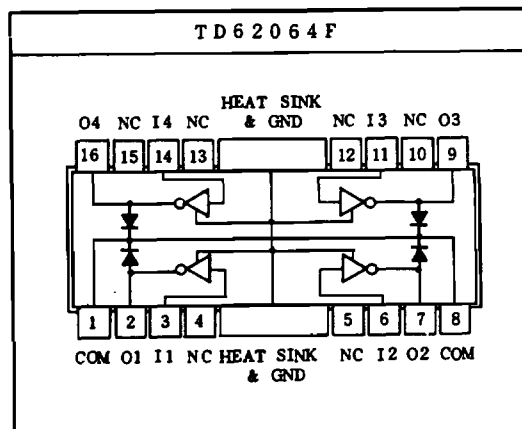 TD62064F
HEAT SINK
& GND
O4 NC I4 NC NC I3 NC O3
16 15 14 13 12 11 10 9
1 2 3 4 5 6 7 8
COM O1 I1 NC HEAT SINK NC I2 O2 COM
& GND